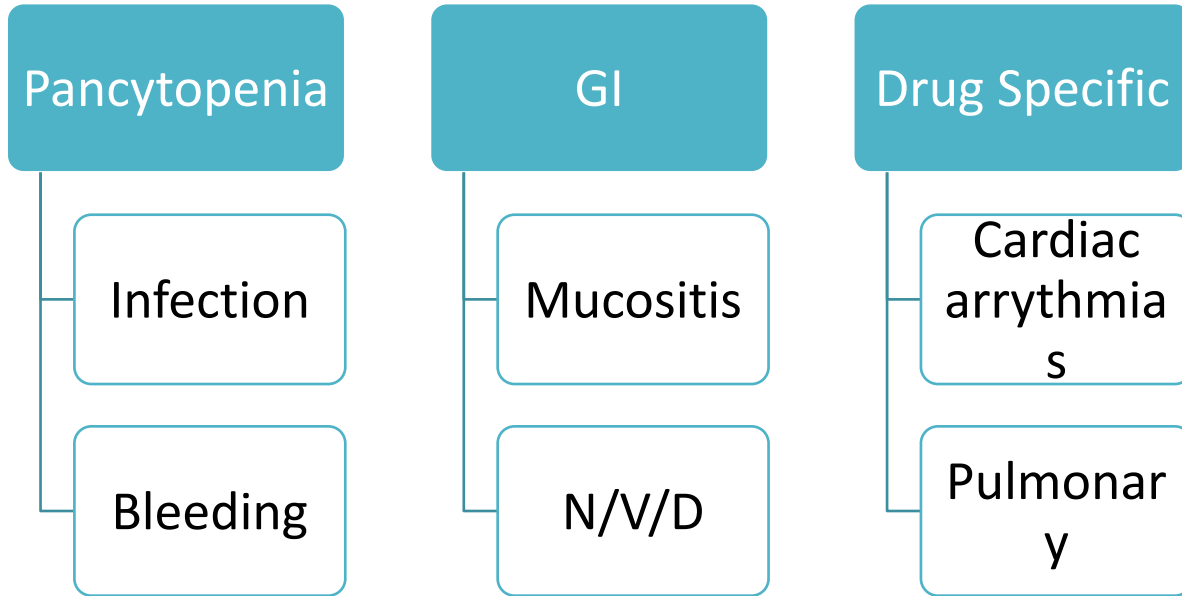 Pancytopenia
Infection
Bleeding
GI
Mucositis
N/V/D
Drug Specific
Cardiac
arrythmia
s
Pulmonar
y